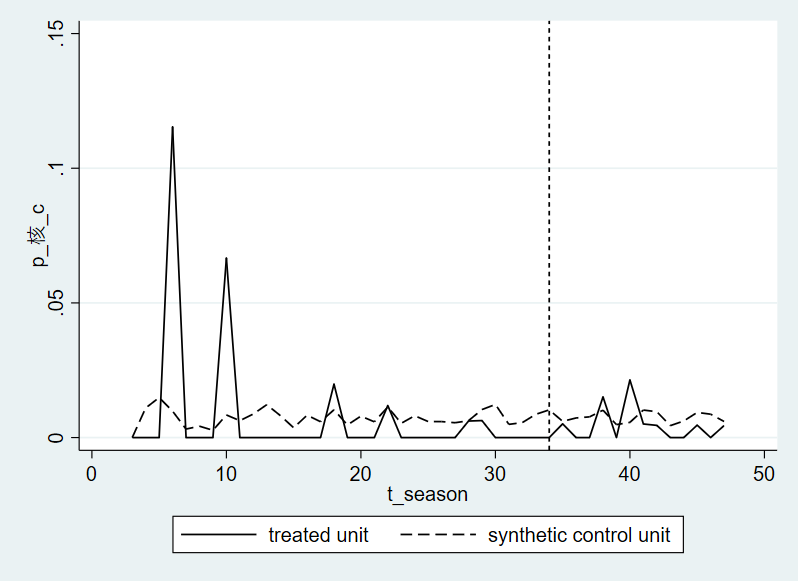 .15
.1
.05
0
p_核_c
0 10 20 30 40 50
t_season
treated unit synthetic control unit